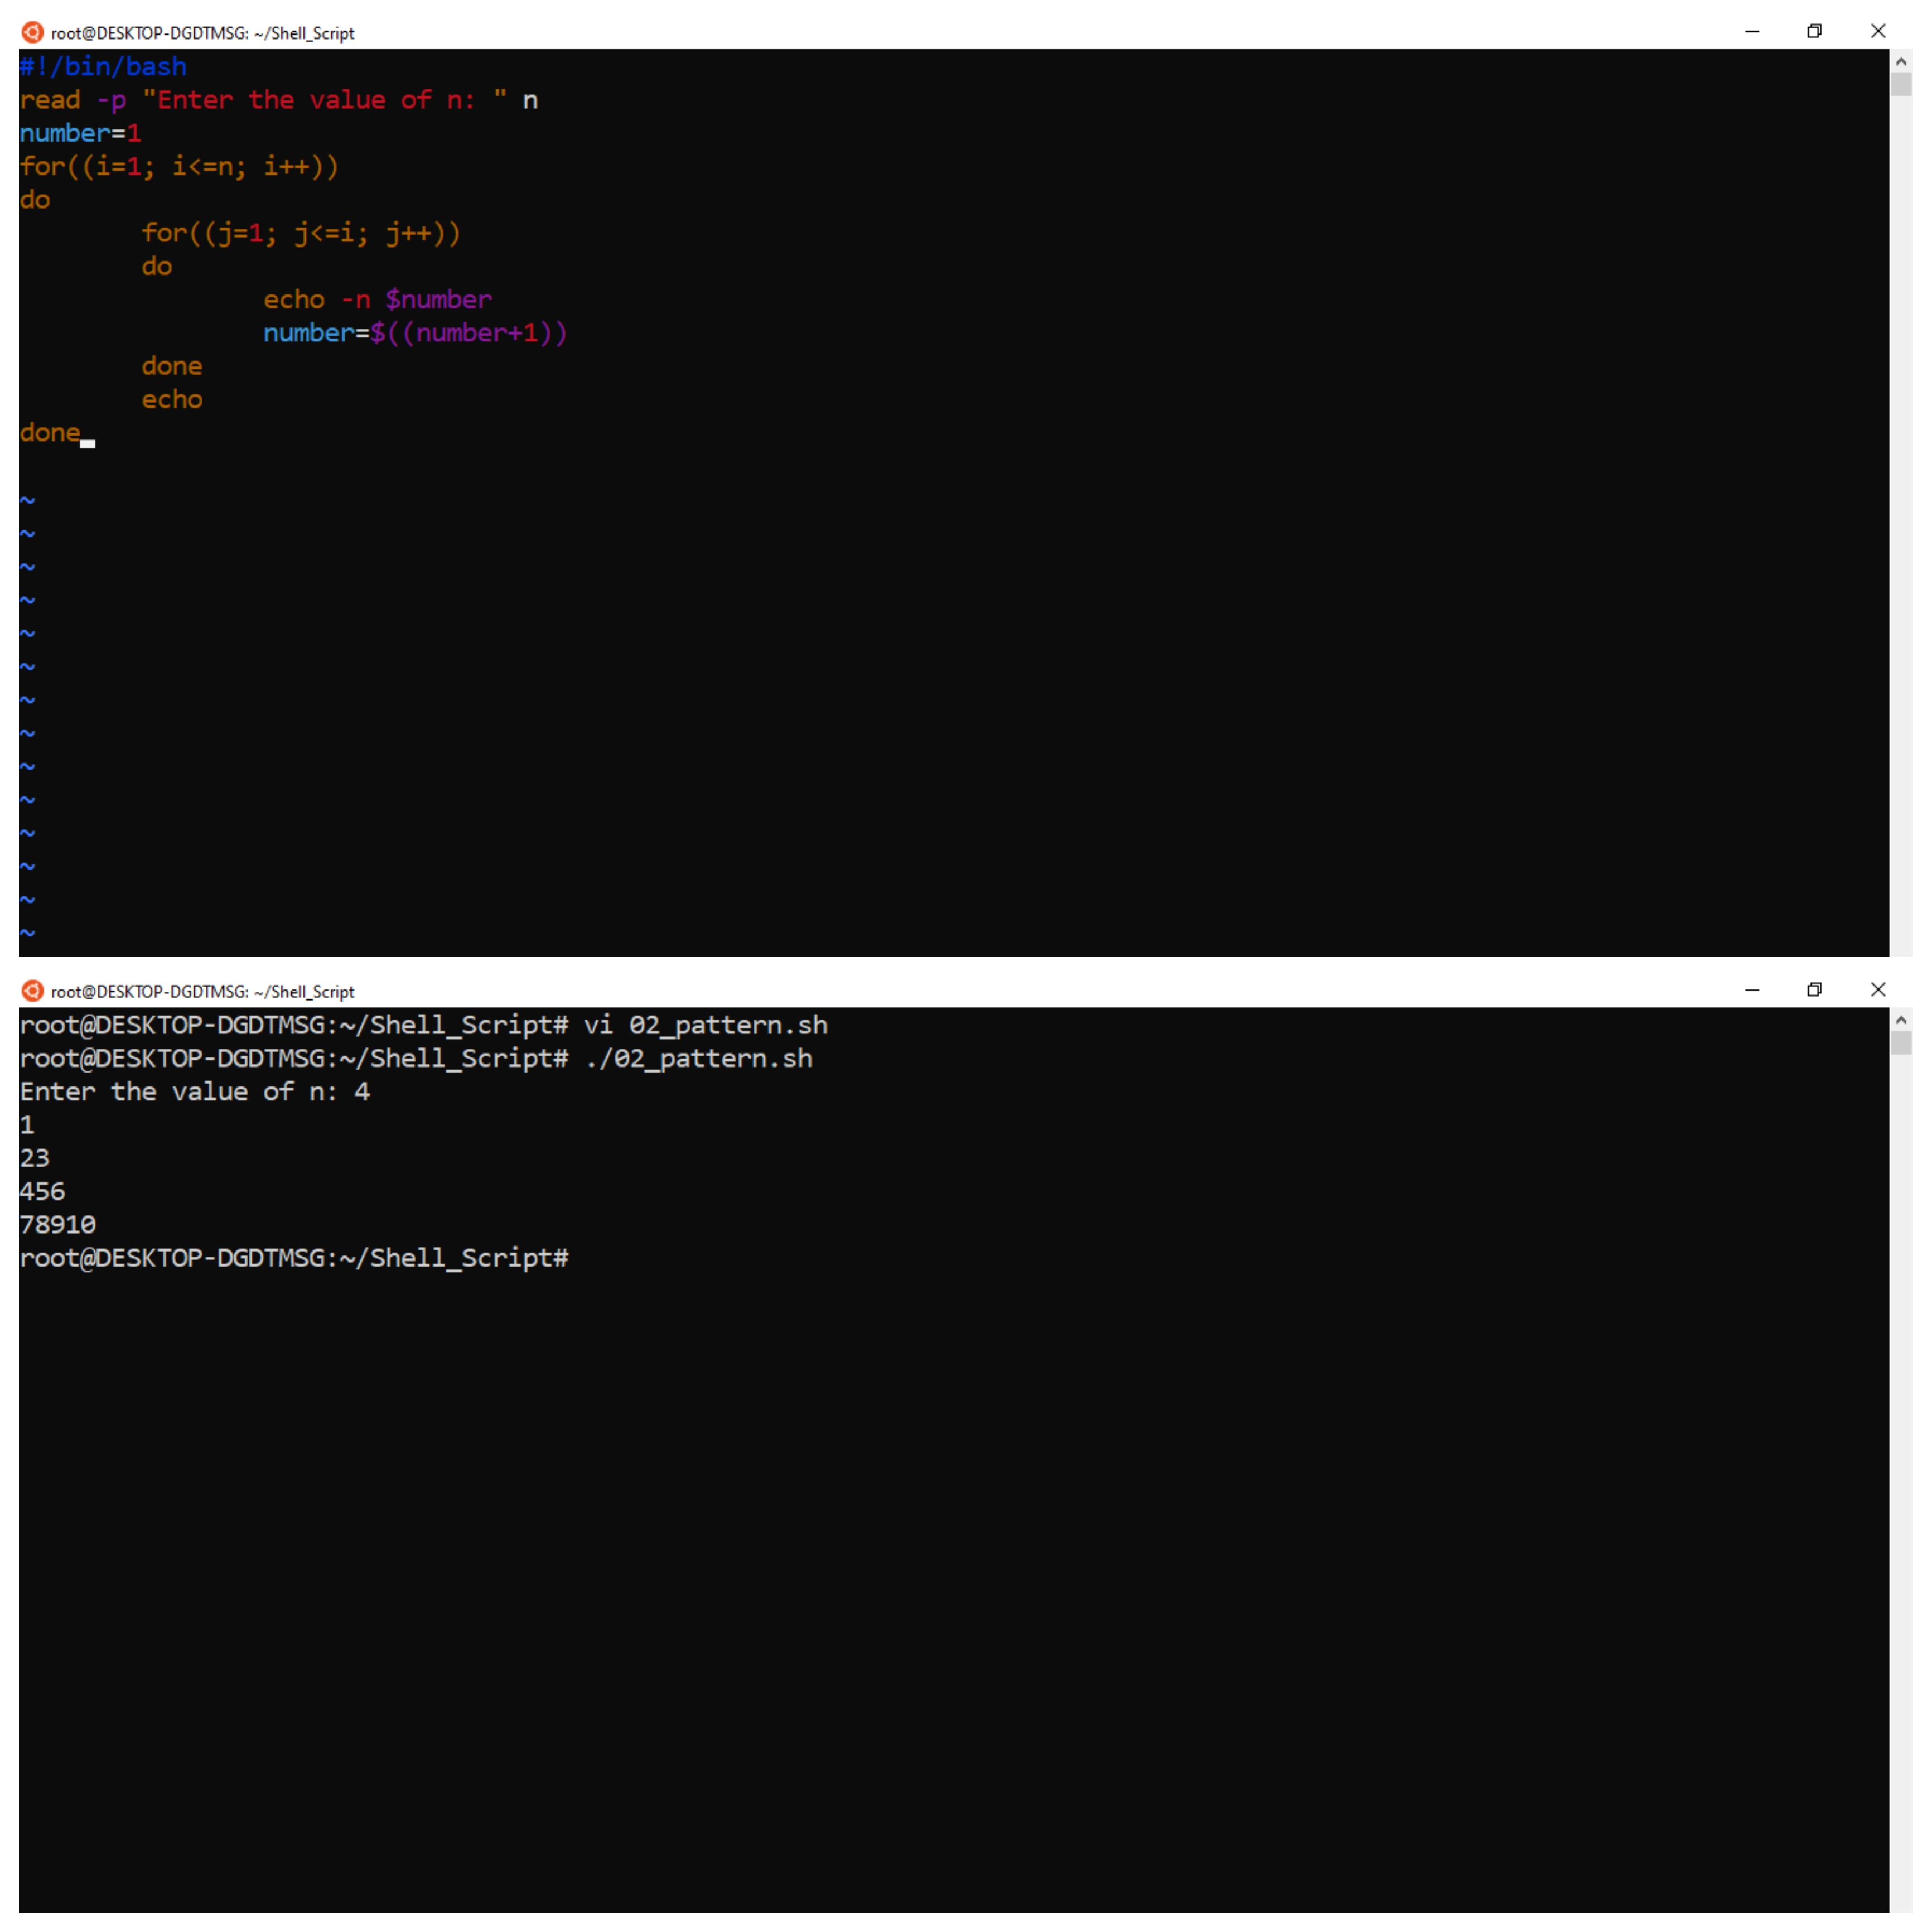 root@DESKTOP-DGDTMSG: ~/Shell_Script
#!/bin/bash
read -p "Enter the value of n: " n
number=1
for((i=1; i<=n; i++))
do
        for((j=1; j<=i; j++))
        do
                echo -n $number
                number=$((number+1))
        done
        echo
done
~
~
~
~
~
~
~
~
~
~
~
~
~
~
root@DESKTOP-DGDTMSG: ~/Shell_Script
root@DESKTOP-DGDTMSG:~/Shell_Script# vi 02_pattern.sh
root@DESKTOP-DGDTMSG:~/Shell_Script# ./02_pattern.sh
Enter the value of n: 4
1
23
456
78910
root@DESKTOP-DGDTMSG:~/Shell_Script#